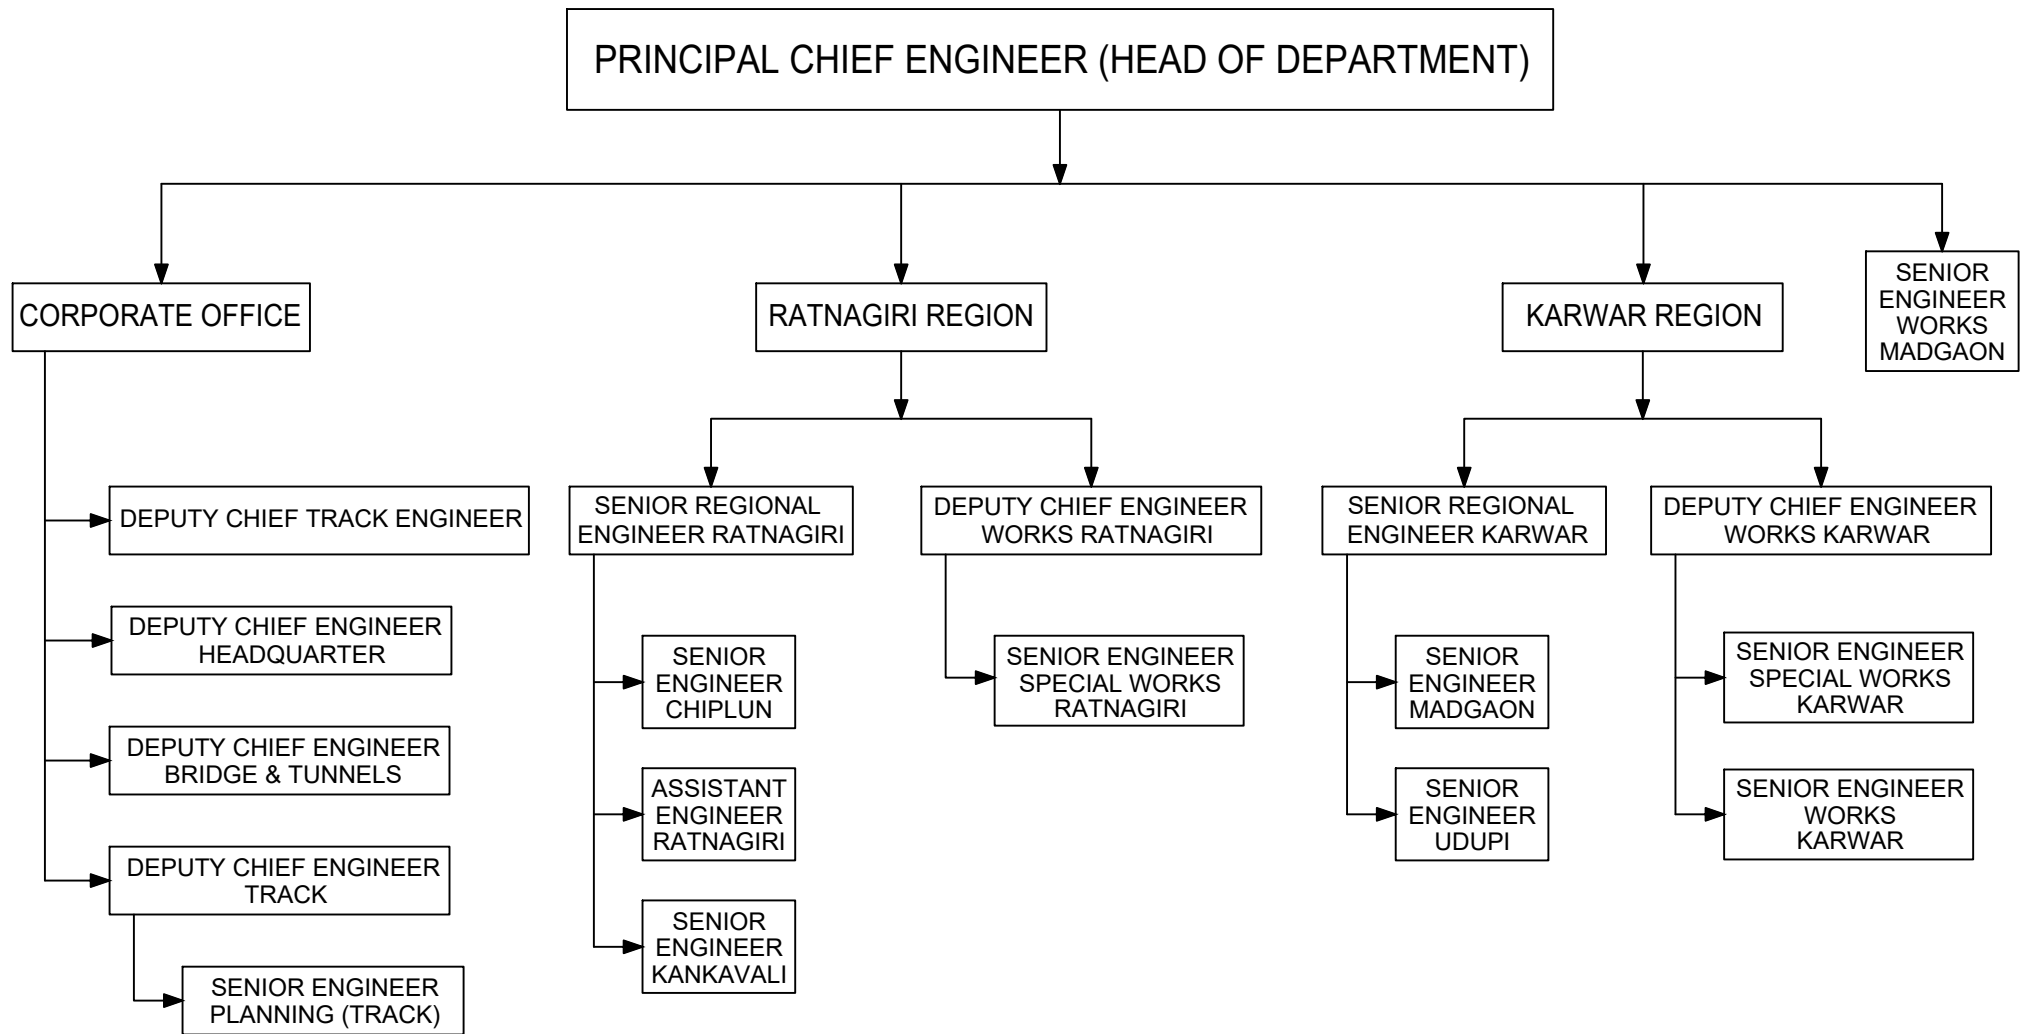 PRINCIPAL CHIEF ENGINEER (HEAD OF DEPARTMENT)
CORPORATE OFFICE
DEPUTY CHIEF TRACK ENGINEER
DEPUTY CHIEF ENGINEER
HEADQUARTER
DEPUTY CHIEF ENGINEER
BRIDGE & TUNNELS
DEPUTY CHIEF ENGINEER
TRACK
SENIOR ENGINEER
PLANNING (TRACK)
RATNAGIRI REGION
SENIOR REGIONAL
ENGINEER RATNAGIRI
SENIOR
ENGINEER
CHIPLUN
ASSISTANT
ENGINEER
RATNAGIRI
SENIOR
ENGINEER
KANKAVALI
DEPUTY CHIEF ENGINEER
WORKS RATNAGIRI
SENIOR ENGINEER
SPECIAL WORKS
RATNAGIRI
KARWAR REGION
SENIOR REGIONAL
ENGINEER KARWAR
SENIOR
ENGINEER
MADGAON
SENIOR
ENGINEER
UDUPI
DEPUTY CHIEF ENGINEER
WORKS KARWAR
SENIOR ENGINEER
SPECIAL WORKS
KARWAR
SENIOR ENGINEER
WORKS
KARWAR
SENIOR
ENGINEER
WORKS
MADGAON